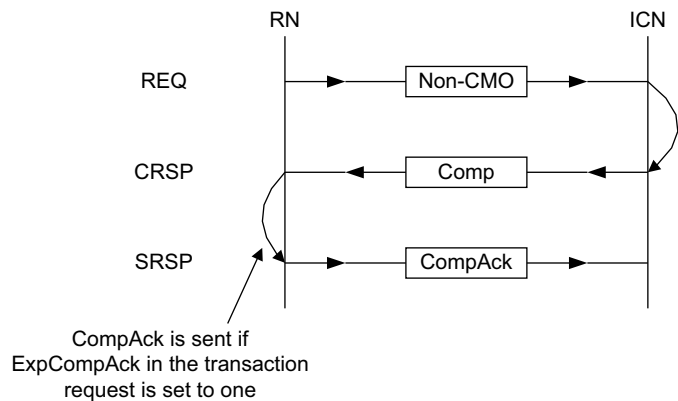 RN
ICN
REQ
Non-CMO
CRSP
Comp
SRSP
CompAck
CompAck is sent if
ExpCompAck in the transaction
request is set to one